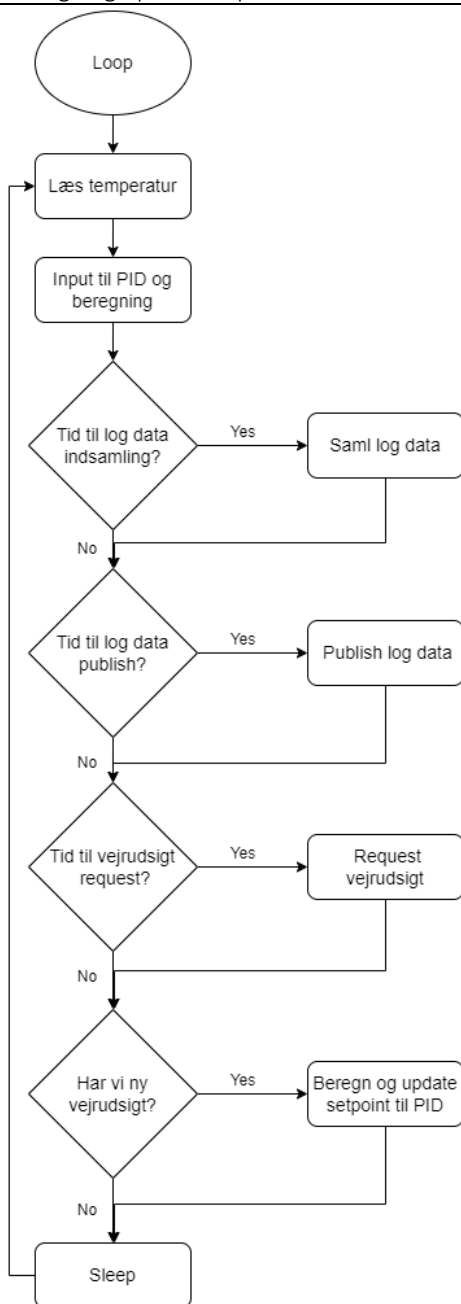 Loop
Læs temperatur
Input til PID og
beregning
Tid til log data
indsamling?
Yes
Saml log data
No
Tid til log data
publish?
Yes
Publish log data
No
Tid til vejrudsigt
request?
Yes
Request
vejrudsigt
No
Har vi ny
vejrudsigt?
Yes
Beregn og update
setpoint til PID
No
Sleep